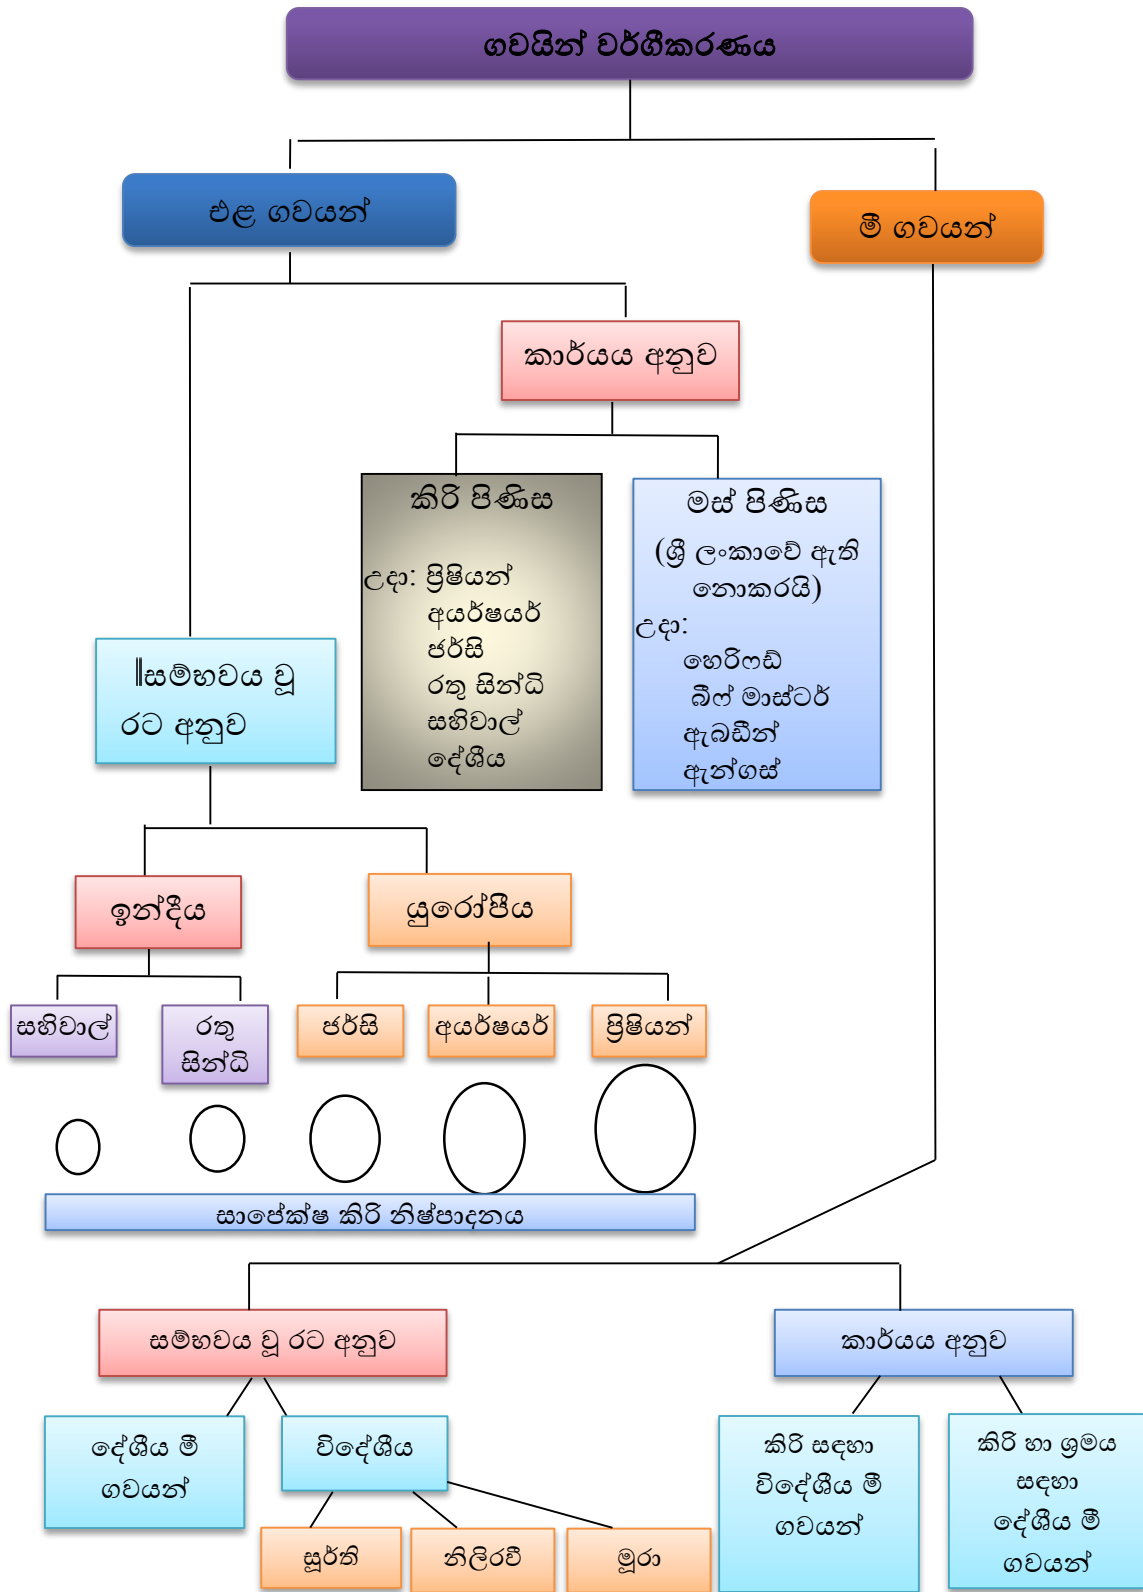 ගවයින් වර්ගීකරණය
එළ ගවයන්
මී ගවයන්
කාර්යය අනුව
කිරි පිණිස
උදා: ප්‍රිෂියන්
අයර්ෂයර්
ජර්සි
රතු සින්ධි
සහිවාල්
දේශීය
මස් පිණිස
(ශ්‍රී ලංකාවේ ඇති
නොකරයි)
උදා:
හෙරිෆඩ්
බීෆ් මාස්ටර්
ඇබඩීන්
ඇන්ගස්
සම්භවය වූ
රට අනුව
ඉන්දීය
යුරෝපීය
සහිවාල්
රතු
සින්ධි
ජර්සි
අයර්ෂයර්
ප්‍රිෂියන්
සාපේක්ෂ කිරි නිෂ්පාදනය
සම්භවය වූ රට අනුව
කාර්යය අනුව
දේශීය මී
ගවයන්
විදේශීය
කිරි සඳහා
විදේශීය මී
ගවයන්
කිරි හා ශ්‍රමය
සඳහා
දේශීය මී
ගවයන්
සූර්ති
නිලිරවී
මූරා